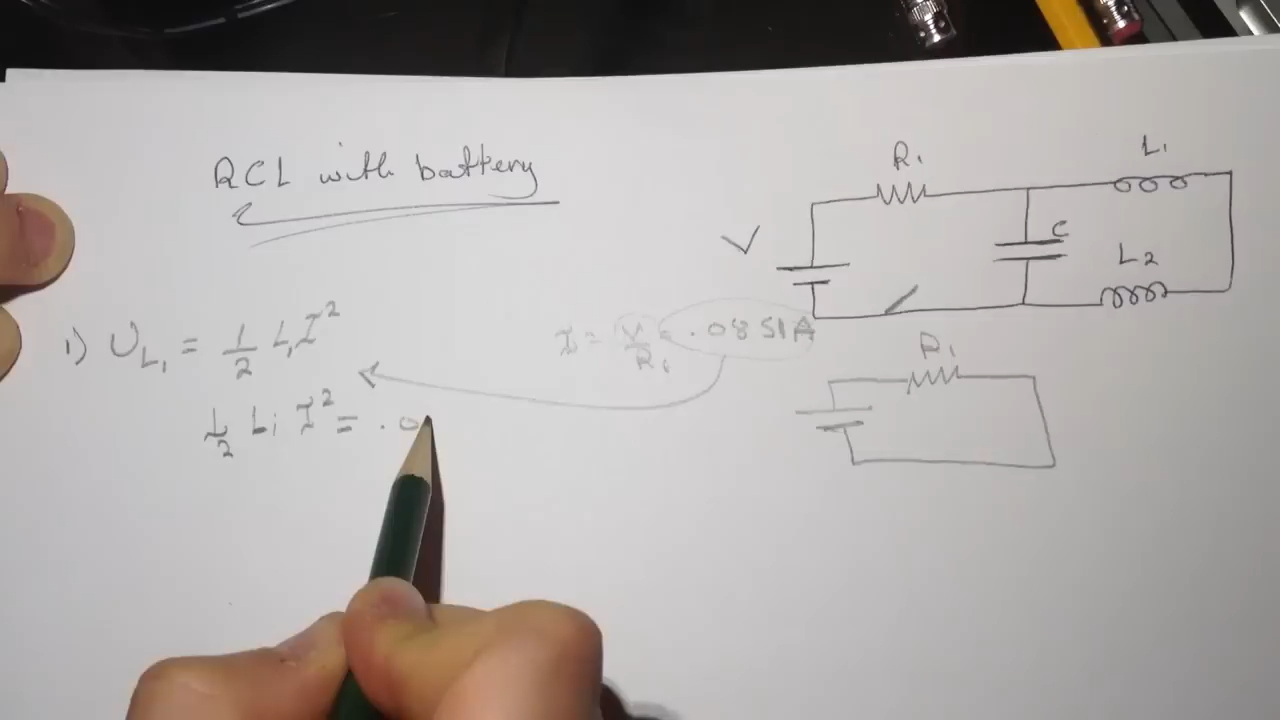 RCL with battery
R1
L1
V
C
L2
1) UL1 = 1/2 L1I²
I = V/R1 = .0851A
R1
1/2 L1 I² = .0